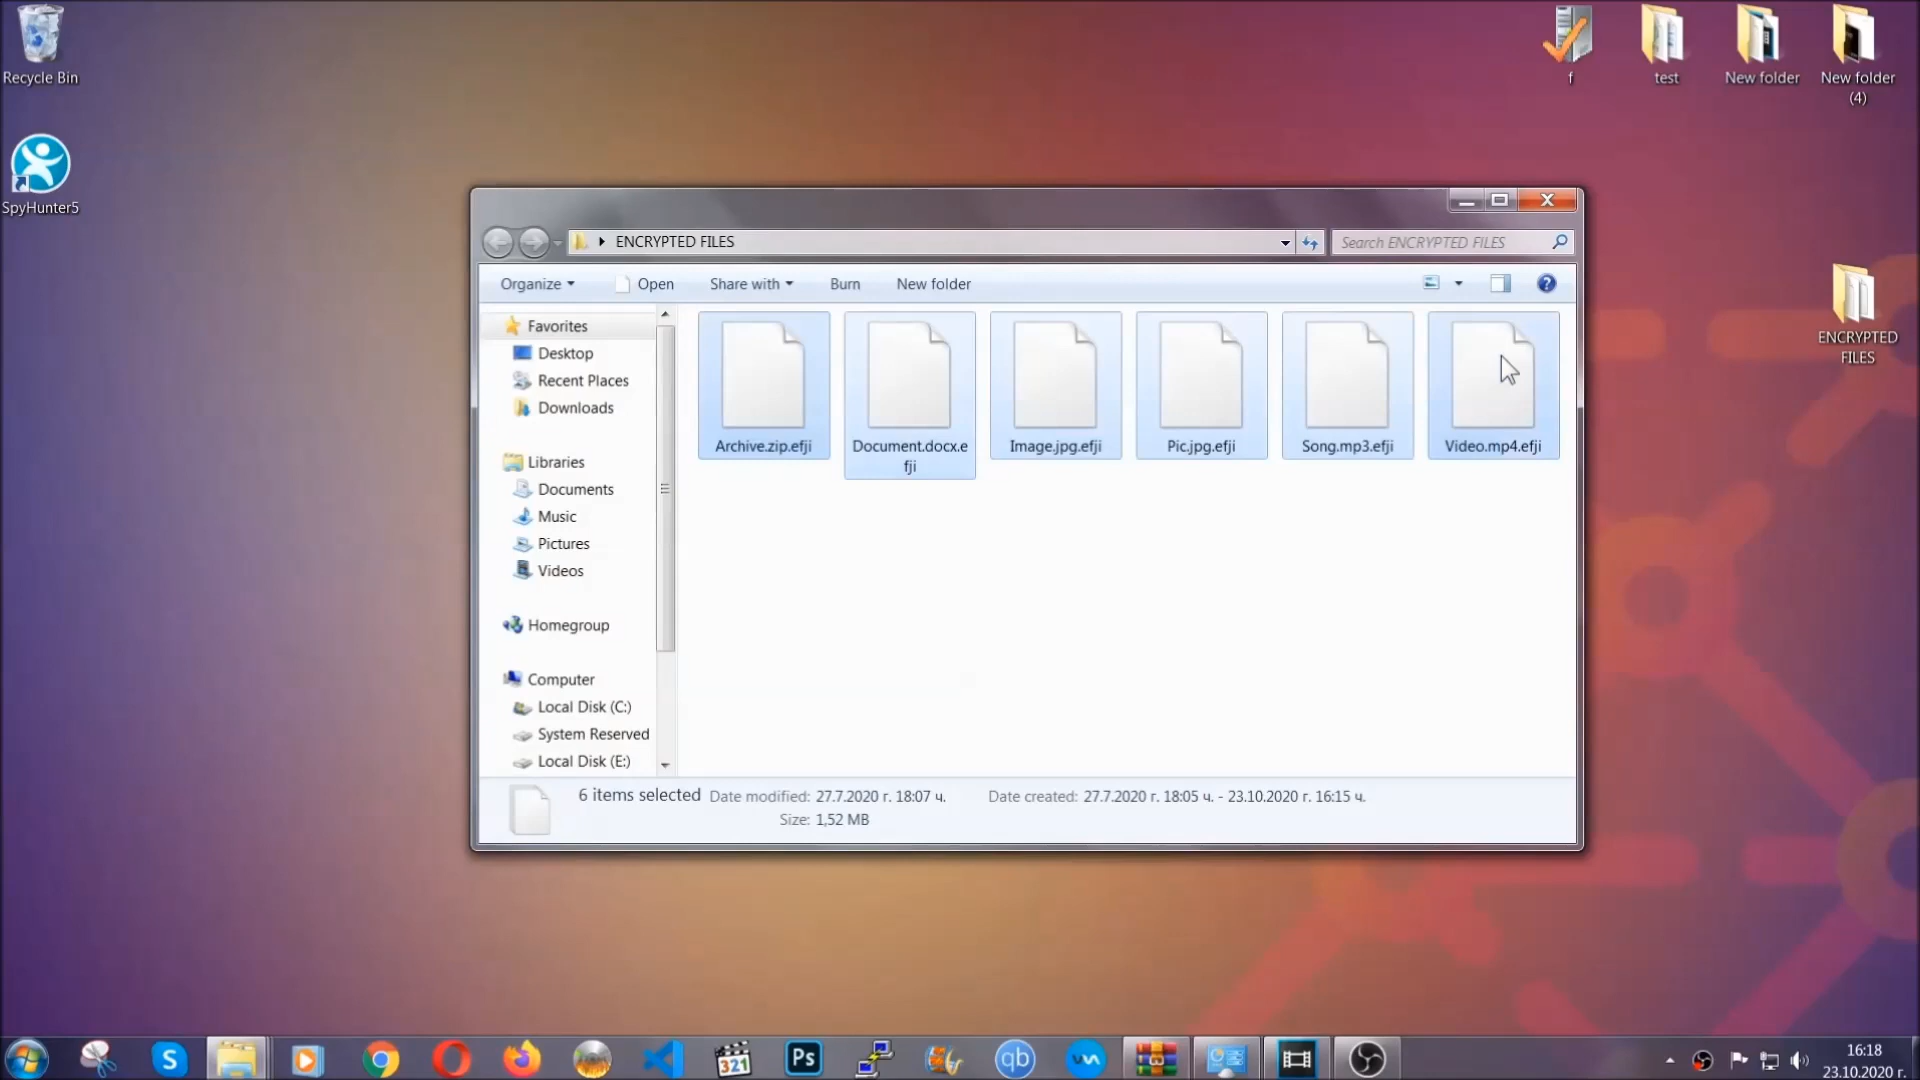 Recycle Bin
SpyHunter5
f
test
New folder
New folder
(4)
ENCRYPTED
FILES
ENCRYPTED FILES
Search ENCRYPTED FILES
Organize
Open
Share with
Burn
New folder
Favorites
Desktop
Recent Places
Downloads
Libraries
Documents
Music
Pictures
Videos
Homegroup
Computer
Local Disk (C:)
System Reserved
Local Disk (E:)
Archive.zip.efji
Document.docx.e
fji
Image.jpg.efji
Pic.jpg.efji
Song.mp3.efji
Video.mp4.efji
6 items selected
Date modified: 27.7.2020 г. 18:07 ч.
Date created: 27.7.2020 г. 18:05 ч. - 23.10.2020 г. 16:15 ч.
Size: 1,52 MB
S
321
Ps
qb
16:18
23.10.2020 г.